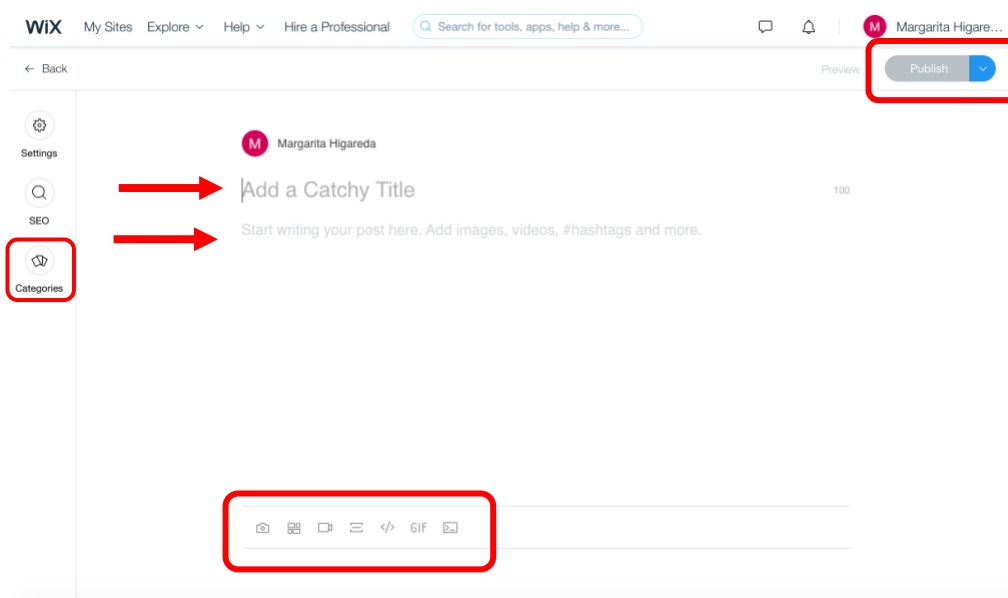 WiX My Sites Explore Help Hire a Professional Search for tools, apps, help & more... M Margarita Higare...
← Back Preview Publish
Settings
M Margarita Higareda
Add a Catchy Title 100
SEO
Start writing your post here. Add images, videos, #hashtags and more.
Categories
</> GIF